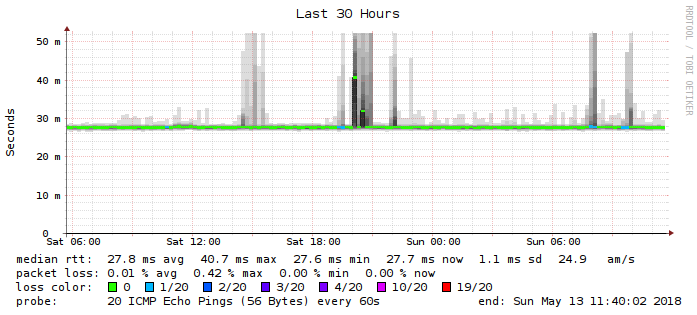 Last 30 Hours
RRDTOOL / TOBI OETIKER
Seconds
50 m
40 m
30 m
20 m
10 m
0
Sat 06:00 Sat 12:00 Sat 18:00 Sun 00:00 Sun 06:00
median rtt: 27.8 ms avg 40.7 ms max 27.6 ms min 27.7 ms now 1.1 ms sd 24.9 am/s
packet loss: 0.01 % avg 0.42 % max 0.00 % min 0.00 % now
loss color: 0 1/20 2/20 3/20 4/20 10/20 19/20
probe: 20 ICMP Echo Pings (56 Bytes) every 60s end: Sun May 13 11:40:02 2018